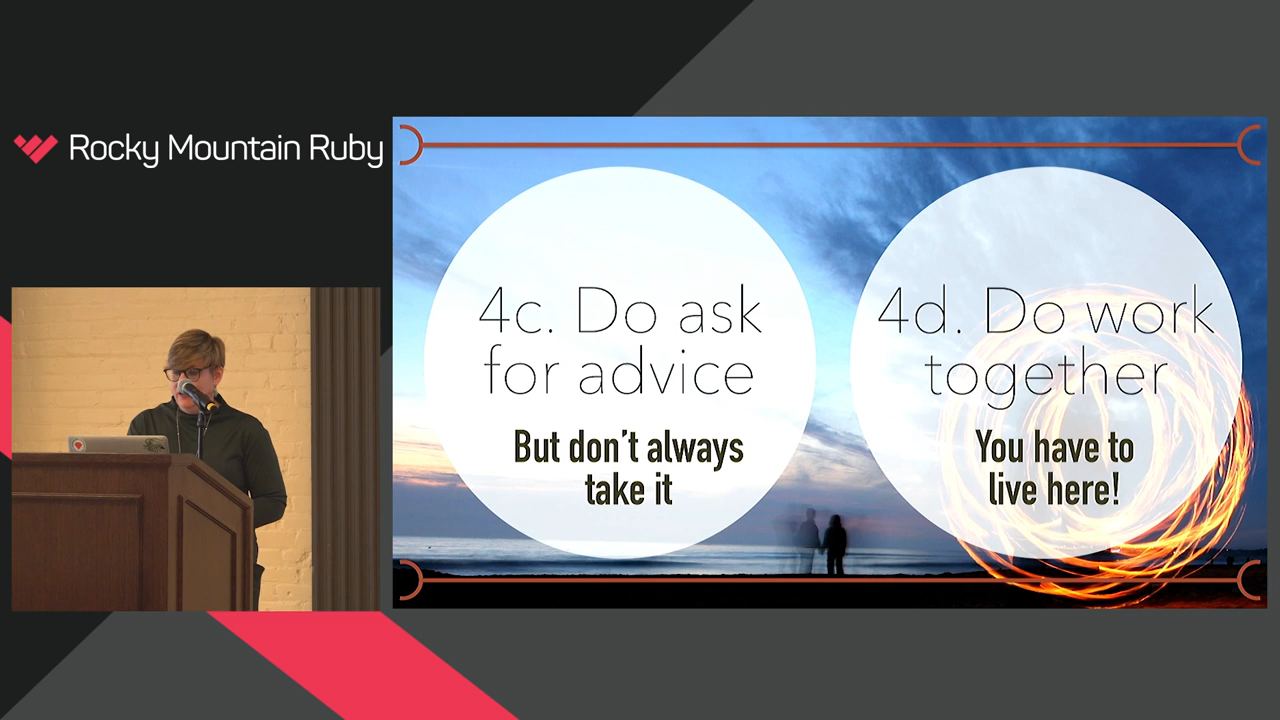 Rocky Mountain Ruby
4c. Do ask
for advice
But don't always
take it
4d. Do work
together
You have to
live here!